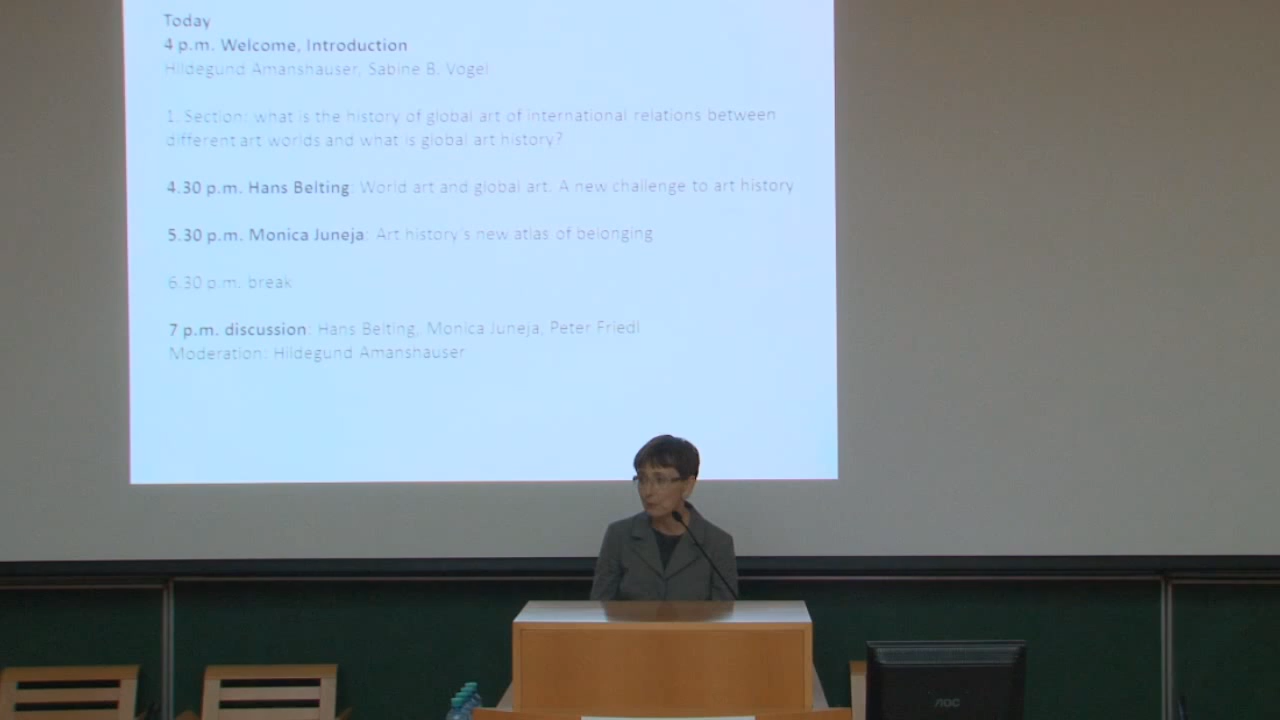 Today
4 p.m. Welcome, Introduction
Hildegund Amanshauser, Sabine B. Vogel
1. Section: what is the history of global art of international relations between
different art worlds and what is global art history?
4.30 p.m. Hans Belting: World art and global art. A new challenge to art history
5.30 p.m. Monica Juneja: Art history's new atlas of belonging
6.30 p.m. break
7 p.m. discussion: Hans Belting, Monica Juneja, Peter Friedl
Moderation: Hildegund Amanshauser
AOC